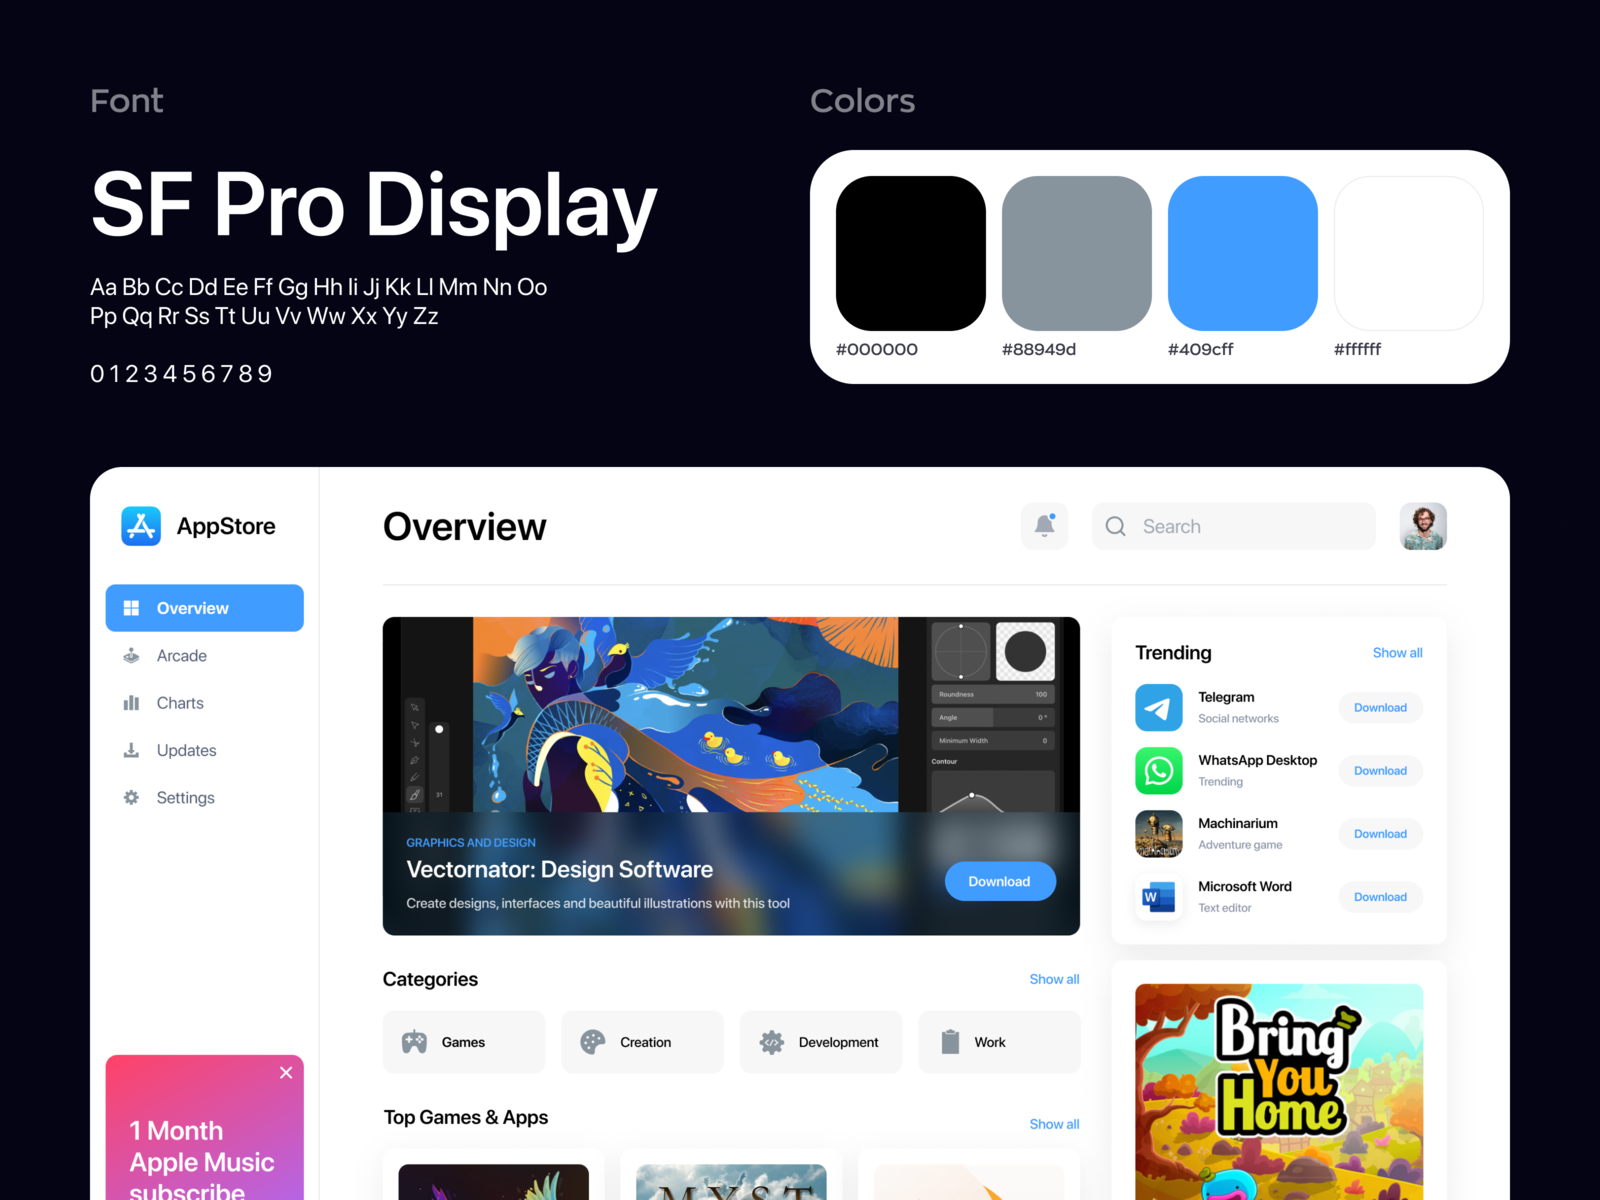 Font
SF Pro Display
Aa Bb Cc Dd Ee Ff Gg Hh Ii Jj Kk Ll Mm Nn Oo
Pp Qq Rr Ss Tt Uu Vv Ww Xx Yy Zz
0 1 2 3 4 5 6 7 8 9
Colors
#000000
#88949d
#409cff
#ffffff
AppStore
Overview
Arcade
Charts
Updates
Settings
1 Month
Apple Music
subscribe
Overview
Search
31
Roundness 100
Angle 0°
Minimum Width 0
Contour
GRAPHICS AND DESIGN
Vectornator: Design Software
Create designs, interfaces and beautiful illustrations with this tool
Download
Categories
Show all
Games
Creation
Development
Work
Top Games & Apps
Show all
MYST
Trending
Show all
Telegram
Social networks
Download
WhatsApp Desktop
Trending
Download
Machinarium
Adventure game
Download
W
Microsoft Word
Text editor
Download
Bring
You
Home